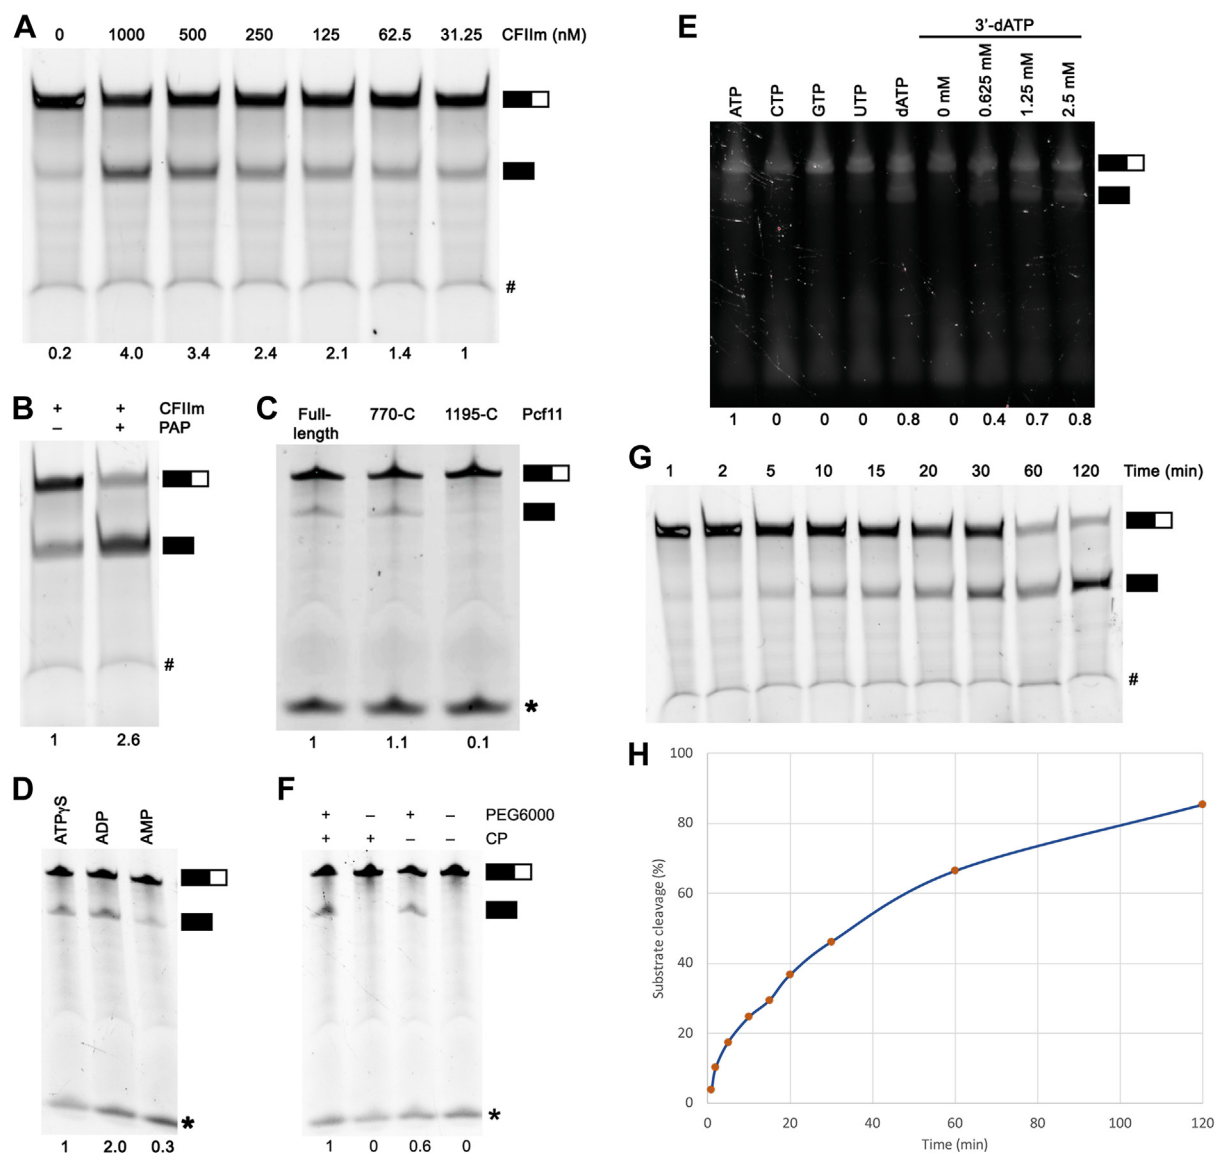 A
0 1000 500 250 125 62.5 31.25 CFIIm (nM)
#
0.2 4.0 3.4 2.4 2.1 1.4 1
B
+ + CFIIm
– + PAP
#
1 2.6
C
Full-length 770-C 1195-C Pcf11
*
1 1.1 0.1
D
ATPγS ADP AMP
*
1 2.0 0.3
E
3'-dATP
ATP CTP GTP UTP dATP 0 mM 0.625 mM 1.25 mM 2.5 mM
1 0 0 0 0.8 0 0.4 0.7 0.8
F
+ – + – PEG6000
+ + – – CP
*
1 0 0.6 0
G
1 2 5 10 15 20 30 60 120 Time (min)
#
H
100
80
60
40
20
0
Substrate cleavage (%)
0 20 40 60 80 100 120
Time (min)